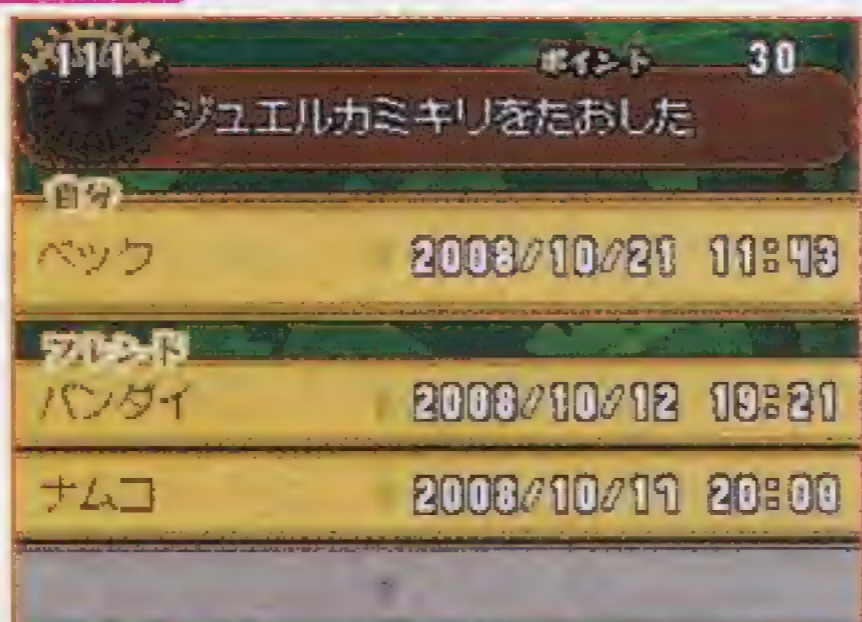 111 ポイント 30
ジュエルカミキリをたおした
自分
ベック 2008/10/21 11:43
フレンド
バンダイ 2008/10/12 19:21
ナムコ 2008/10/17 20:00